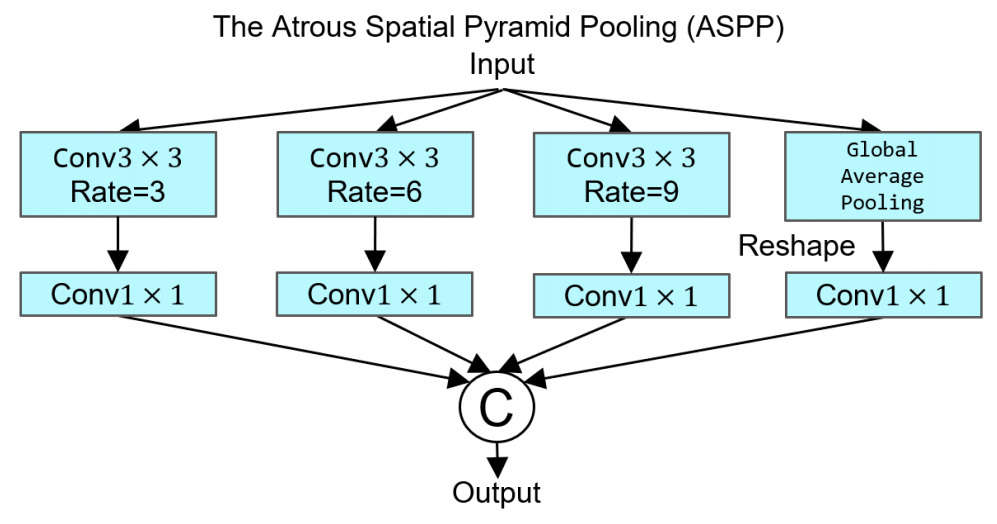 The Atrous Spatial Pyramid Pooling (ASPP)
Input
Conv3 × 3
Rate=3
Conv3 × 3
Rate=6
Conv3 × 3
Rate=9
Global
Average
Pooling
Reshape
Conv1 × 1
Conv1 × 1
Conv1 × 1
Conv1 × 1
C
Output